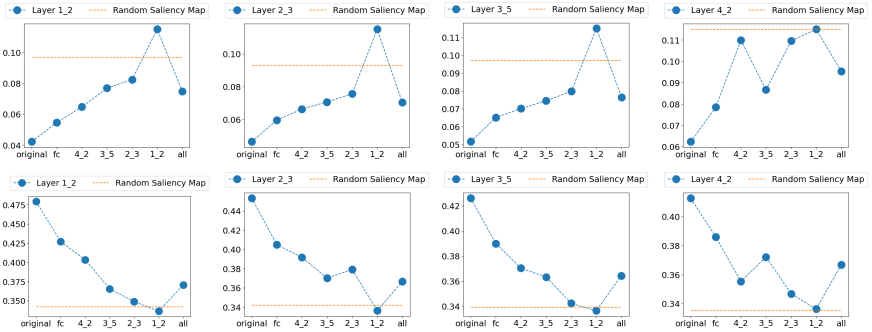 Layer 1_2 Random Saliency Map
0.10
0.08
0.06
0.04
original fc 4_2 3_5 2_3 1_2 all
Layer 2_3 Random Saliency Map
0.10
0.08
0.06
original fc 4_2 3_5 2_3 1_2 all
Layer 3_5 Random Saliency Map
0.11
0.10
0.09
0.08
0.07
0.06
0.05
original fc 4_2 3_5 2_3 1_2 all
Layer 4_2 Random Saliency Map
0.11
0.10
0.09
0.08
0.07
0.06
original fc 4_2 3_5 2_3 1_2 all
Layer 1_2 Random Saliency Map
0.475
0.450
0.425
0.400
0.375
0.350
original fc 4_2 3_5 2_3 1_2 all
Layer 2_3 Random Saliency Map
0.44
0.42
0.40
0.38
0.36
0.34
original fc 4_2 3_5 2_3 1_2 all
Layer 3_5 Random Saliency Map
0.42
0.40
0.38
0.36
0.34
original fc 4_2 3_5 2_3 1_2 all
Layer 4_2 Random Saliency Map
0.40
0.38
0.36
0.34
original fc 4_2 3_5 2_3 1_2 all